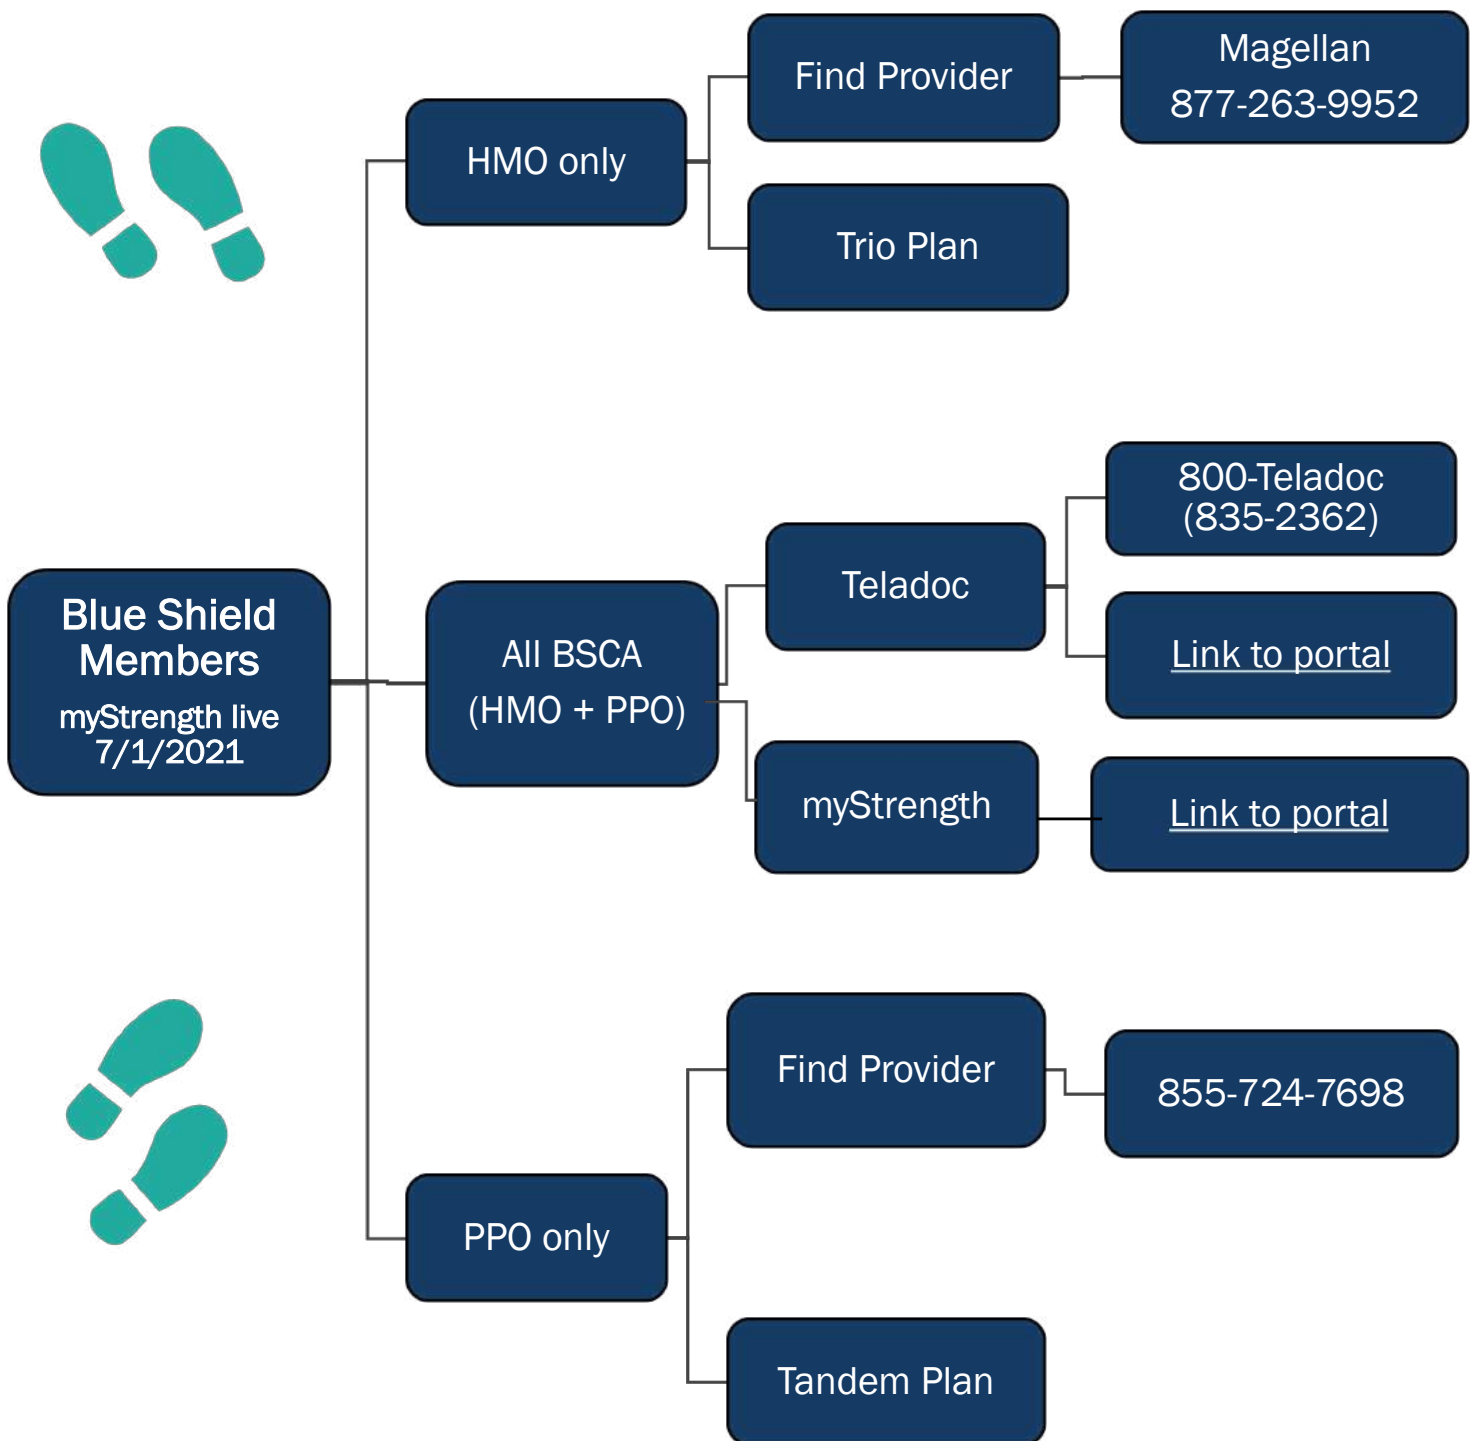 Find Provider
Magellan
877-263-9952
HMO only
Trio Plan
800-Teladoc
(835-2362)
Teladoc
Link to portal
Blue Shield
Members
myStrength live
7/1/2021
All BSCA
(HMO + PPO)
myStrength
Link to portal
Find Provider
855-724-7698
PPO only
Tandem Plan